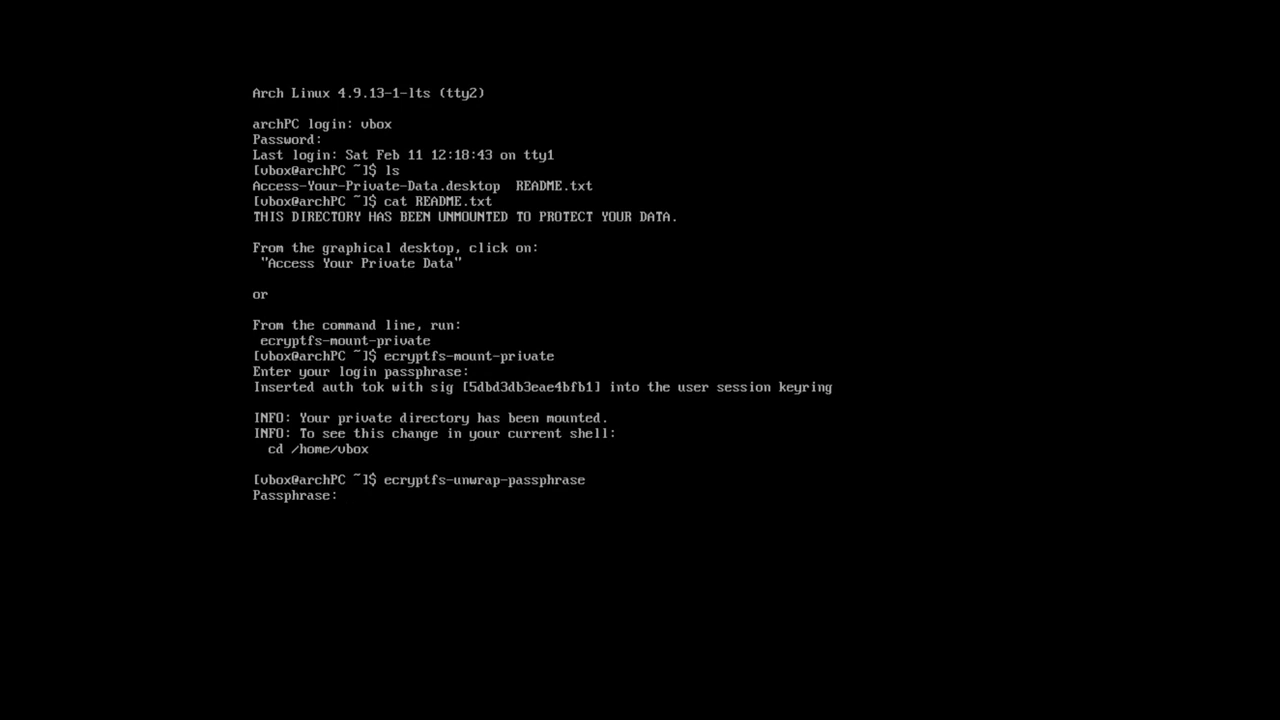 Arch Linux 4.9.13-1-lts (tty2)
archPC login: vbox
Password:
Last login: Sat Feb 11 12:18:43 on tty1
[vbox@archPC ~]$ ls
Access-Your-Private-Data.desktop  README.txt
[vbox@archPC ~]$ cat README.txt
THIS DIRECTORY HAS BEEN UNMOUNTED TO PROTECT YOUR DATA.
From the graphical desktop, click on:
"Access Your Private Data"
or
From the command line, run:
ecryptfs-mount-private
[vbox@archPC ~]$ ecryptfs-mount-private
Enter your login passphrase:
Inserted auth tok with sig [5dbd3db3eae4bfb1] into the user session keyring
INFO: Your private directory has been mounted.
INFO: To see this change in your current shell:
cd /home/vbox
[vbox@archPC ~]$ ecryptfs-unwrap-passphrase
Passphrase: